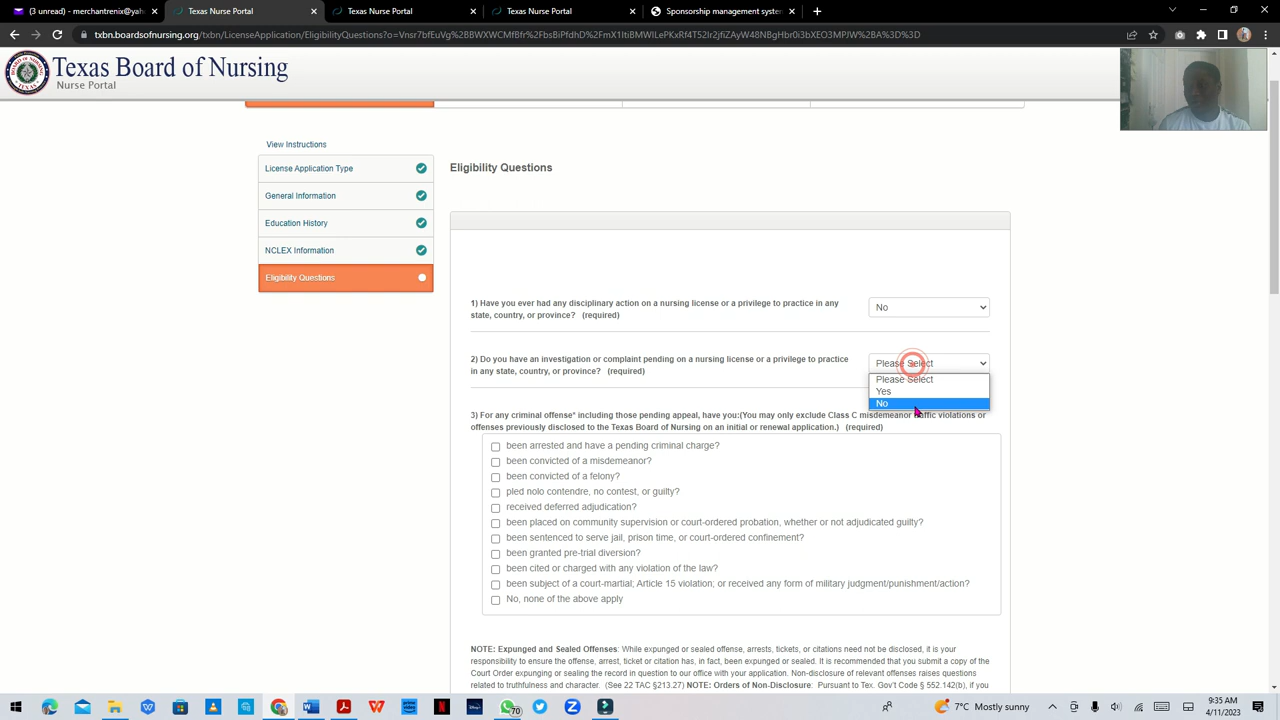 merchantrenix@yah
Texas Nurse Portal
Texas Nurse Portal
Texas Nurse Portal
Sponsorship management system
txbn.boardsofnursing.org/txbn/LicenseApplication/EligibilityQuestions?o=
Texas Board of Nursing
Nurse Portal
View Instructions
License Application Type
General Information
Education History
NCLEX Information
Eligibility Questions
Eligibility Questions
1) Have you ever had any disciplinary action on a nursing license or a privilege to practice in any
state, country, or province? (required)
No
2) Do you have an investigation or complaint pending on a nursing license or a privilege to practice
in any state, country, or province? (required)
Please Select
Please Select
Yes
No
3) For any criminal offense* including those pending appeal, have you:(You may only exclude Class C misdemeanor traffic violations or
offenses previously disclosed to the Texas Board of Nursing on an initial or renewal application.) (required)
been arrested and have a pending criminal charge?
been convicted of a misdemeanor?
been convicted of a felony?
pled nolo contendre, no contest, or guilty?
received deferred adjudication?
been placed on community supervision or court-ordered probation, whether or not adjudicated guilty?
been sentenced to serve jail, prison time, or court-ordered confinement?
been granted pre-trial diversion?
been cited or charged with any violation of the law?
been subject of a court-martial; Article 15 violation; or received any form of military judgment/punishment/action?
No, none of the above apply
NOTE: Expunged and Sealed Offenses: While expunged or sealed offense, arrests, tickets, or citations need not be disclosed, it is your
responsibility to ensure the offense, arrest, ticket or citation has, in fact, been expunged or sealed. It is recommended that you submit a copy of the
Court Order expunging or sealing the record in question to our office with your application. Non-disclosure of relevant offenses raises questions
related to truthfulness and character. (See 22 TAC §213.27) NOTE: Orders of Non-Disclosure: Pursuant to Tex. Gov't Code § 552.142(b), if you
70
7°C Mostly sunny
9:35 AM
4/11/2023